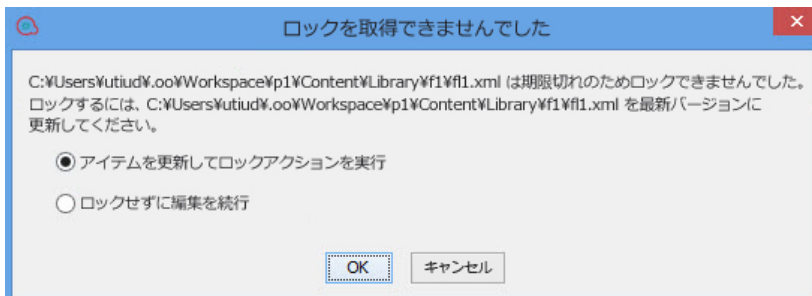 ロックを取得できませんでした
C:¥Users¥utiud¥.oo¥Workspace¥p1¥Content¥Library¥f1¥fl1.xml は期限切れのためロックできませんでした。
ロックするには、C:¥Users¥utiud¥.oo¥Workspace¥p1¥Content¥Library¥f1¥fl1.xml を最新バージョンに
更新してください。
アイテムを更新してロックアクションを実行
ロックせずに編集を続行
OK キャンセル